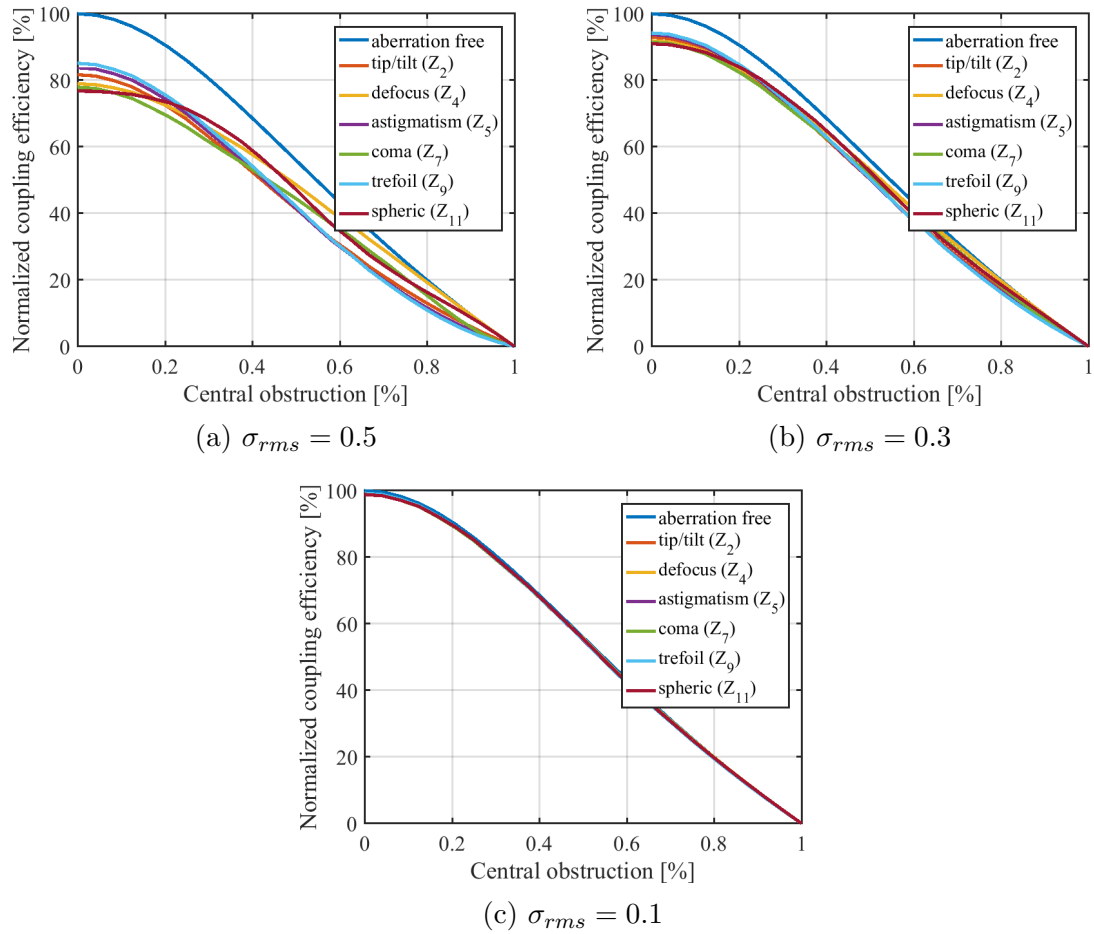 Normalized coupling efficiency [%]
100
80
60
40
20
0
0 0.2 0.4 0.6 0.8 1
Central obstruction [%]
aberration free
tip/tilt (Z₂)
defocus (Z₄)
astigmatism (Z₅)
coma (Z₇)
trefoil (Z₉)
spheric (Z₁₁)
(a) σ_rms = 0.5
Normalized coupling efficiency [%]
100
80
60
40
20
0
0 0.2 0.4 0.6 0.8 1
Central obstruction [%]
aberration free
tip/tilt (Z₂)
defocus (Z₄)
astigmatism (Z₅)
coma (Z₇)
trefoil (Z₉)
spheric (Z₁₁)
(b) σ_rms = 0.3
Normalized coupling efficiency [%]
100
80
60
40
20
0
0 0.2 0.4 0.6 0.8 1
Central obstruction [%]
aberration free
tip/tilt (Z₂)
defocus (Z₄)
astigmatism (Z₅)
coma (Z₇)
trefoil (Z₉)
spheric (Z₁₁)
(c) σ_rms = 0.1